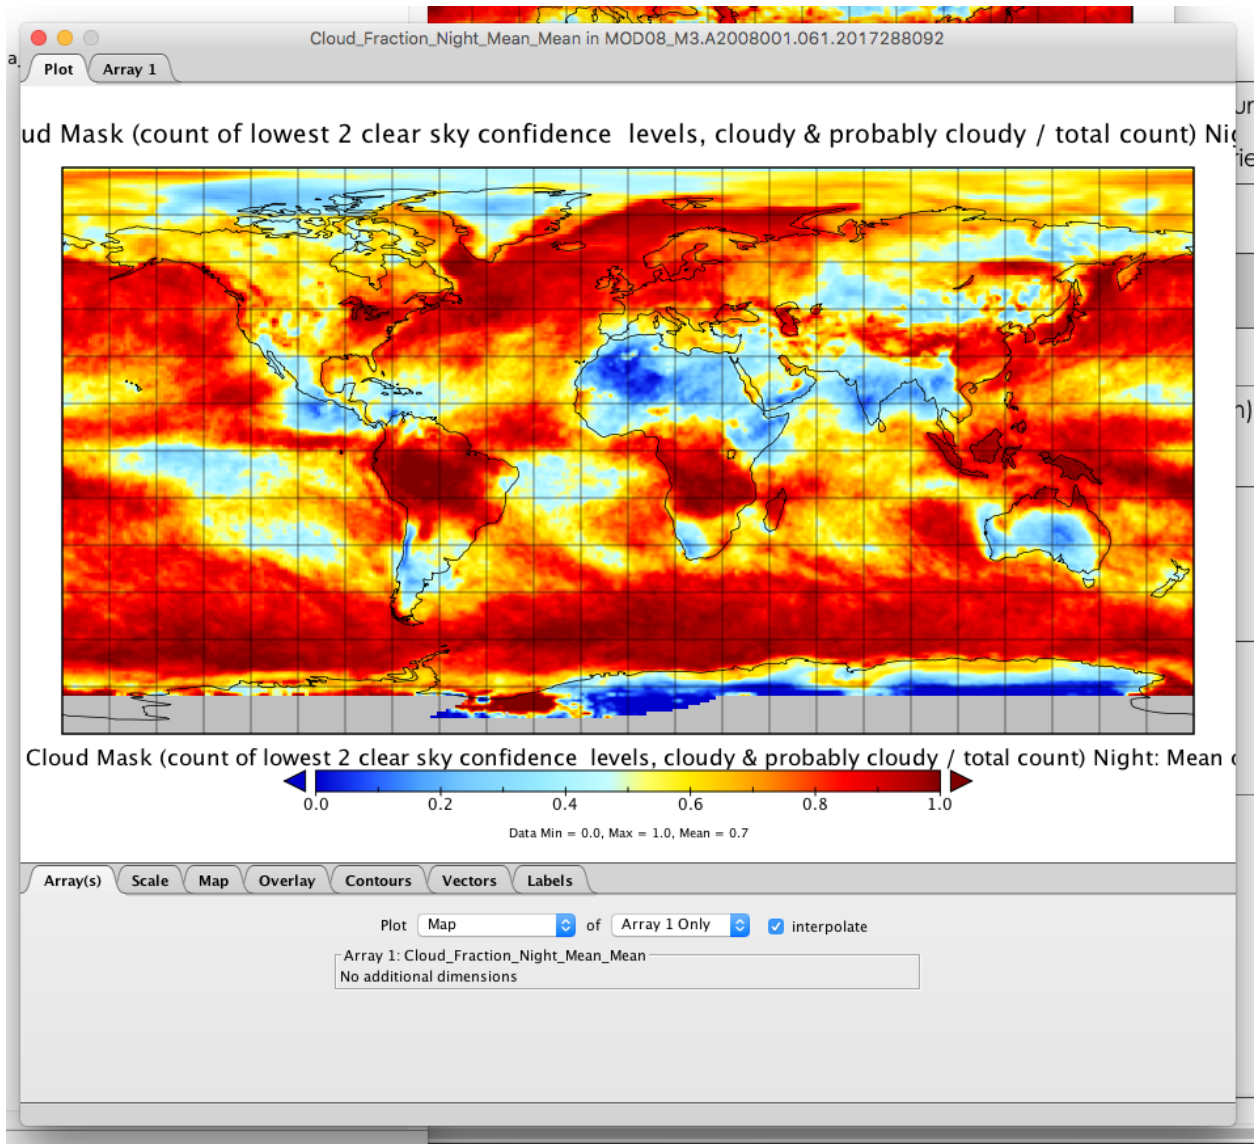 Cloud_Fraction_Night_Mean_Mean in MOD08_M3.A2008001.061.2017288092
Plot Array 1
ud Mask (count of lowest 2 clear sky confidence  levels, cloudy & probably cloudy / total count)
Cloud Mask (count of lowest 2 clear sky confidence  levels, cloudy & probably cloudy / total count) Night: Mean
0.0 0.2 0.4 0.6 0.8 1.0
Data Min = 0.0, Max = 1.0, Mean = 0.7
Array(s) Scale Map Overlay Contours Vectors Labels
Plot Map of Array 1 Only interpolate
Array 1: Cloud_Fraction_Night_Mean_Mean
No additional dimensions